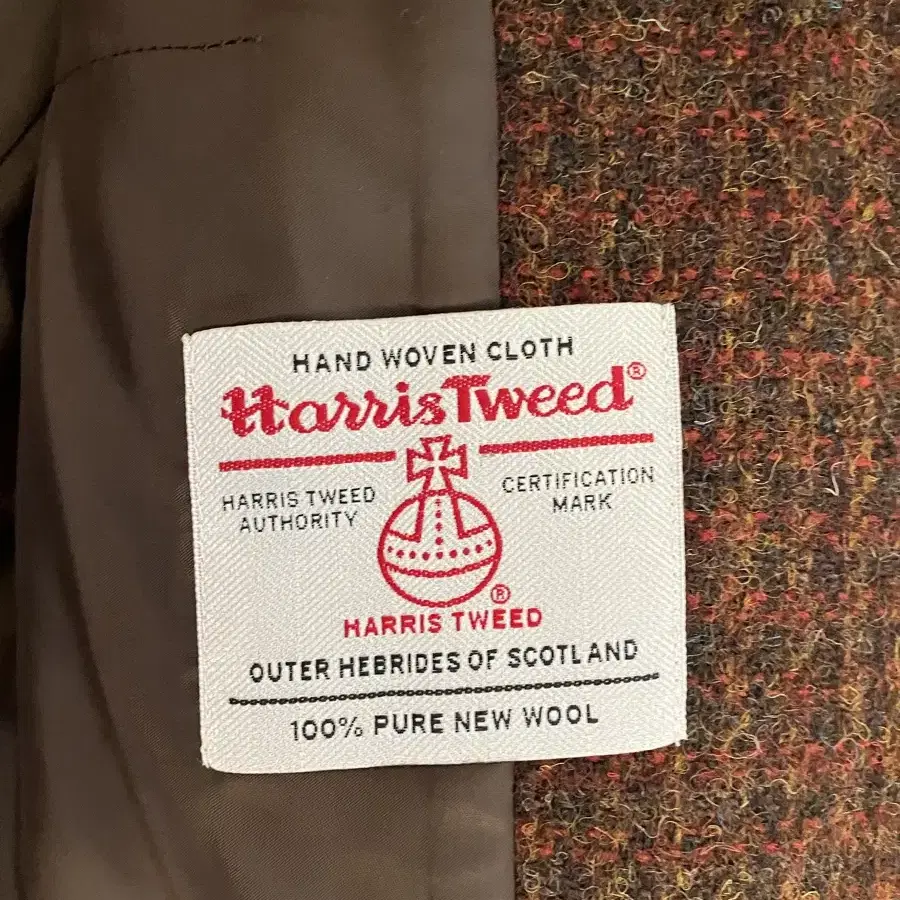 HAND WOVEN CLOTH
Harris Tweed®
HARRIS TWEED
AUTHORITY
CERTIFICATION
MARK
®
HARRIS TWEED
OUTER HEBRIDES OF SCOTLAND
100% PURE NEW WOOL